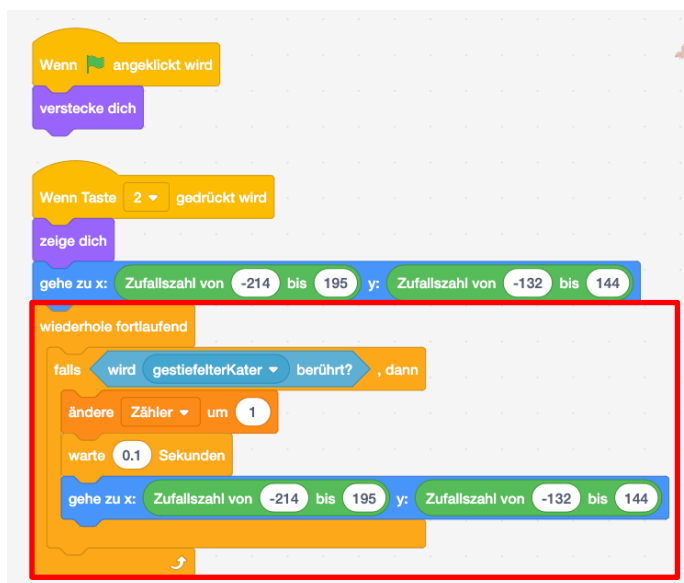 Wenn angeklickt wird
verstecke dich
Wenn Taste 2 gedrückt wird
zeige dich
gehe zu x: Zufallszahl von -214 bis 195 y: Zufallszahl von -132 bis 144
wiederhole fortlaufend
falls wird gestiefelterKater berührt? , dann
ändere Zähler um 1
warte 0.1 Sekunden
gehe zu x: Zufallszahl von -214 bis 195 y: Zufallszahl von -132 bis 144